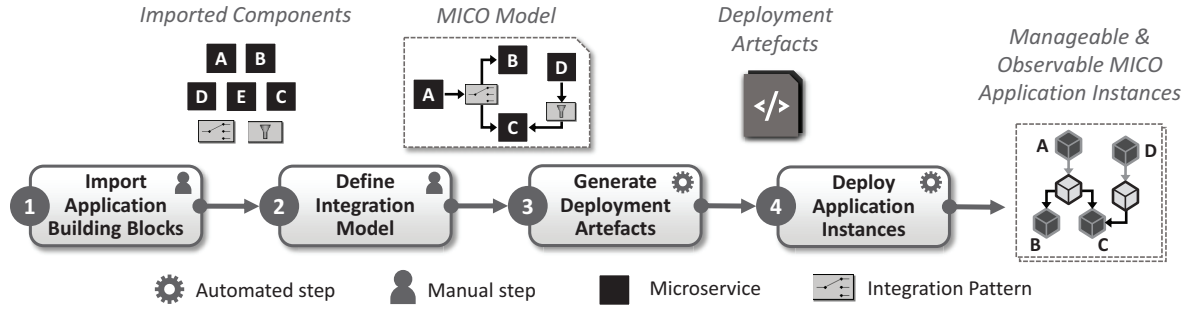 Imported Components
MICO Model
Deployment
Artefacts
Manageable &
Observable MICO
Application Instances
A B
D E C
A
B
C
D
</>
A
D
B
C
1
Import
Application
Building Blocks
2
Define
Integration
Model
3
Generate
Deployment
Artefacts
4
Deploy
Application
Instances
Automated step
Manual step
Microservice
Integration Pattern